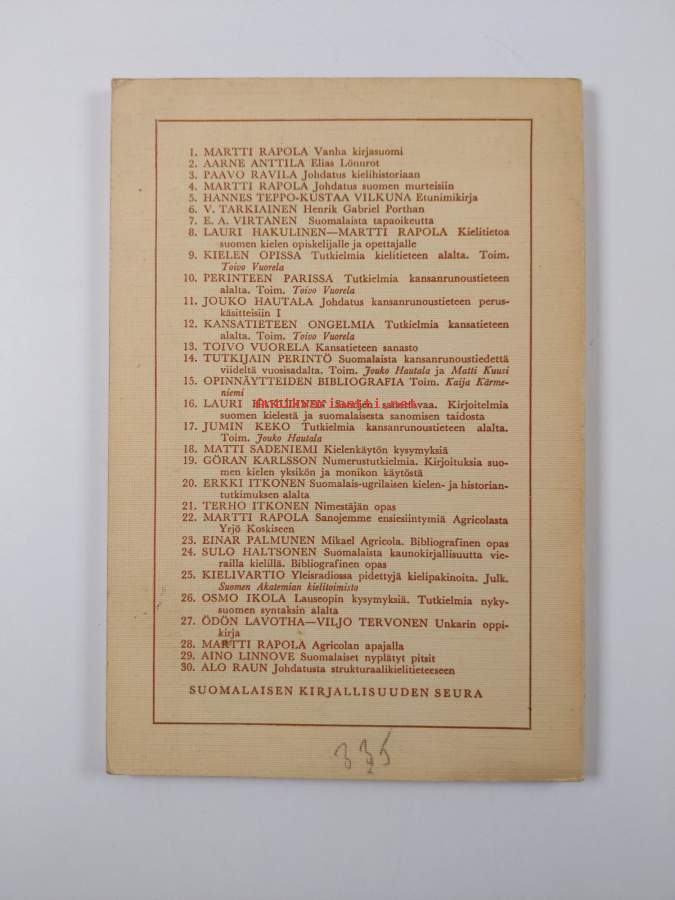 1. MARTTI RAPOLA Vanha kirjasuomi
2. AARNE ANTTILA Elias Lönnrot
3. PAAVO RAVILA Johdatus kielihistoriaan
4. MARTTI RAPOLA Johdatus suomen murteisiin
5. HANNES TEPPO-KUSTAA VILKUNA Etunimikirja
6. V. TARKIAINEN Henrik Gabriel Porthan
7. E. A. VIRTANEN Suomalaista tapaoikeutta
8. LAURI HAKULINEN—MARTTI RAPOLA Kielitietoa
suomen kielen opiskelijalle ja opettajalle
9. KIELEN OPISSA Tutkielmia kielitieteen alalta. Toim.
Toivo Vuorela
10. PERINTEEN PARISSA Tutkielmia kansanrunoustieteen
alalta. Toim. Toivo Vuorela
11. JOUKO HAUTALA Johdatus kansanrunoustieteen perus-
käsitteisiin I
12. KANSATIETEEN ONGELMIA Tutkielmia kansatieteen
alalta. Toim. Toivo Vuorela
13. TOIVO VUORELA Kansatieteen sanasto
14. TUTKIJAIN PERINTÖ Suomalaista kansanrunoustiedettä
viideltä vuosisadalta. Toim. Jouko Hautala ja Matti Kuusi
15. OPINNÄYTTEIDEN BIBLIOGRAFIA Toim. Kaija Kärme-
niemi
16. LAURI HAKULINEN sanottavaa. Kirjoitelmia
suomen kielestä ja suomalaisesta sanomisen taidosta
17. JUMIN KEKO Tutkielmia kansanrunoustieteen alalta.
Toim. Jouko Hautala
18. MATTI SADENIEMI Kielenkäytön kysymyksiä
19. GÖRAN KARLSSON Numerustutkielmia. Kirjoituksia suo-
men kielen yksikön ja monikon käytöstä
20. ERKKI ITKONEN Suomalais-ugrilaisen kielen- ja historian-
tutkimuksen alalta
21. TERHO ITKONEN Nimestäjän opas
22. MARTTI RAPOLA Sanojemme ensiesiintymiä Agricolasta
Yrjö Koskiseen
23. EINAR PALMUNEN Mikael Agricola. Bibliografinen opas
24. SULO HALTSONEN Suomalaista kaunokirjallisuutta vie-
railla kielillä. Bibliografinen opas
25. KIELIVARTIO Yleisradiossa pidettyjä kielipakinoita. Julk.
Suomen Akatemian kielitoimisto
26. OSMO IKOLA Lauseopin kysymyksiä. Tutkielmia nyky-
suomen syntaksin alalta
27. ÖDÖN LAVOTHA—VILJO TERVONEN Unkarin oppi-
kirja
28. MARTTI RAPOLA Agricolan apajalla
29. AINO LINNOVE Suomalaiset nyplätyt pitsit
30. ALO RAUN Johdatusta strukturaalikielitieteeseen
SUOMALAISEN KIRJALLISUUDEN SEURA